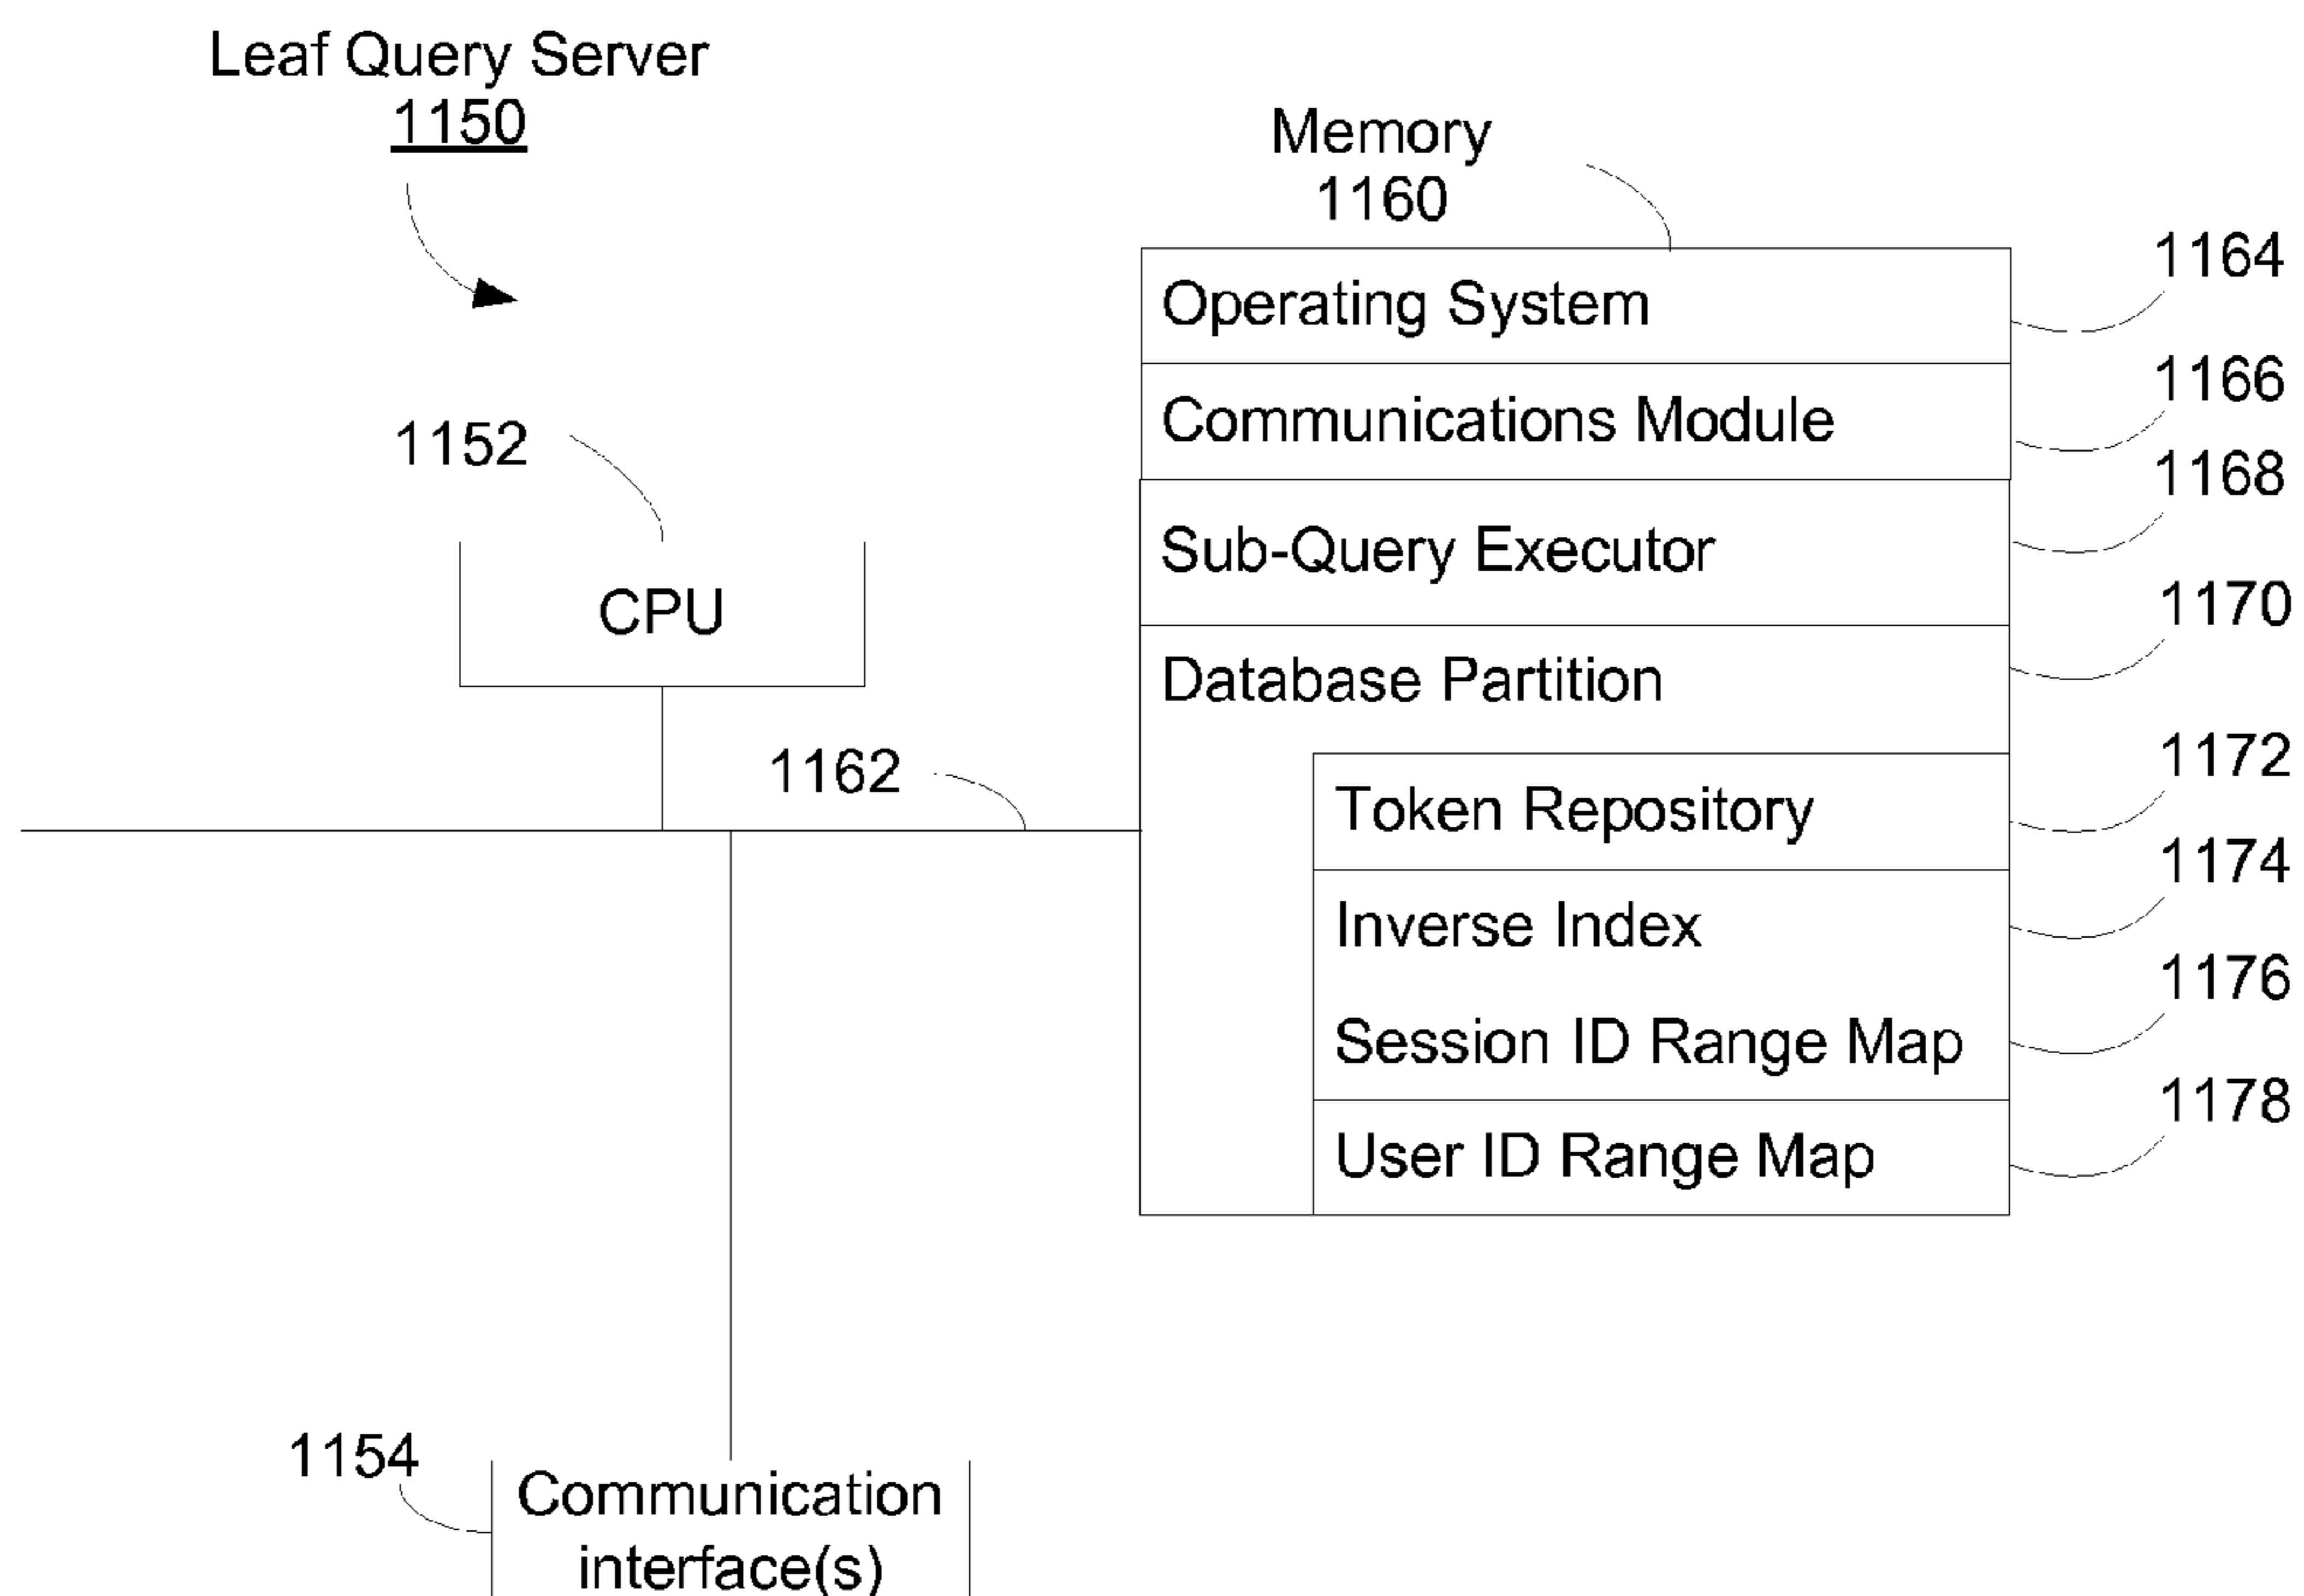 Leaf Query Server
1150
Memory
1160
1164
Operating System
1166
Communications Module
1152
1168
Sub-Query Executor
CPU
1170
Database Partition
1162
1172
Token Repository
1174
Inverse Index
1176
Session ID Range Map
1178
User ID Range Map
1154
Communication
interface(s)